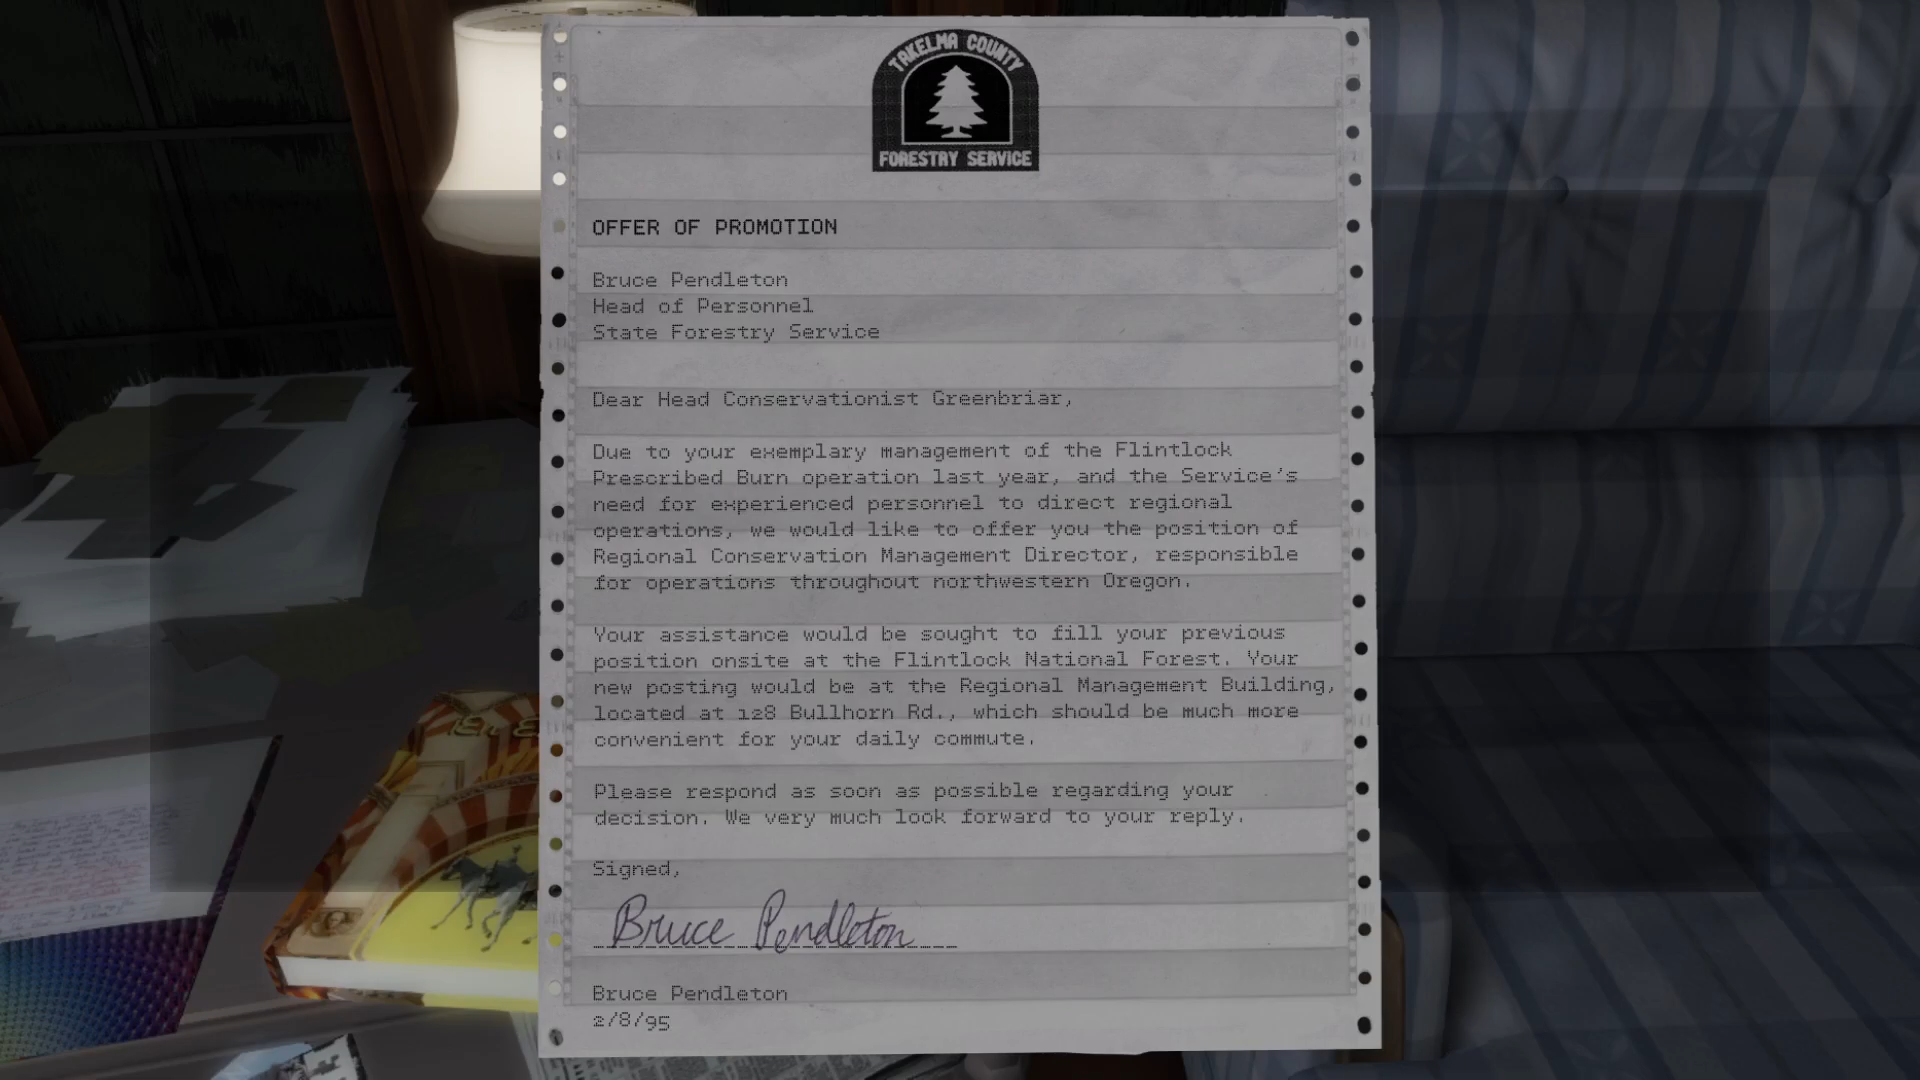 TAKELMA COUNTY
FORESTRY SERVICE
OFFER OF PROMOTION
Bruce Pendleton
Head of Personnel
State Forestry Service
Dear Head Conservationist Greenbriar,
Due to your exemplary management of the Flintlock
Prescribed Burn operation last year, and the Service's
need for experienced personnel to direct regional
operations, we would like to offer you the position of
Regional Conservation Management Director, responsible
for operations throughout northwestern Oregon.
Your assistance would be sought to fill your previous
position onsite at the Flintlock National Forest. Your
new posting would be at the Regional Management Building,
located at 128 Bullhorn Rd., which should be much more
convenient for your daily commute.
Please respond as soon as possible regarding your
decision. We very much look forward to your reply.
Signed,
Bruce Pendleton
Bruce Pendleton
2/8/95